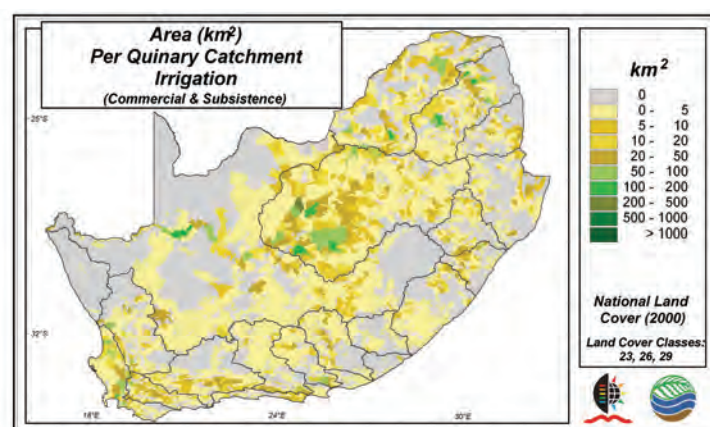 Area (km²)
Per Quinary Catchment
Irrigation
(Commercial & Subsistence)
km²
0
0 - 5
5 - 10
10 - 20
20 - 50
50 - 100
100 - 200
200 - 500
500 - 1000
> 1000
National Land
Cover (2000)
Land Cover Classes:
23, 26, 29
32°S
24°E
30°E